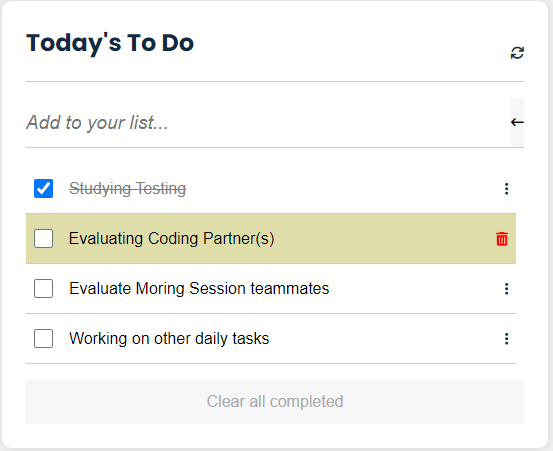 Today's To Do
Add to your list...
Studying Testing
Evaluating Coding Partner(s)
Evaluate Moring Session teammates
Working on other daily tasks
Clear all completed